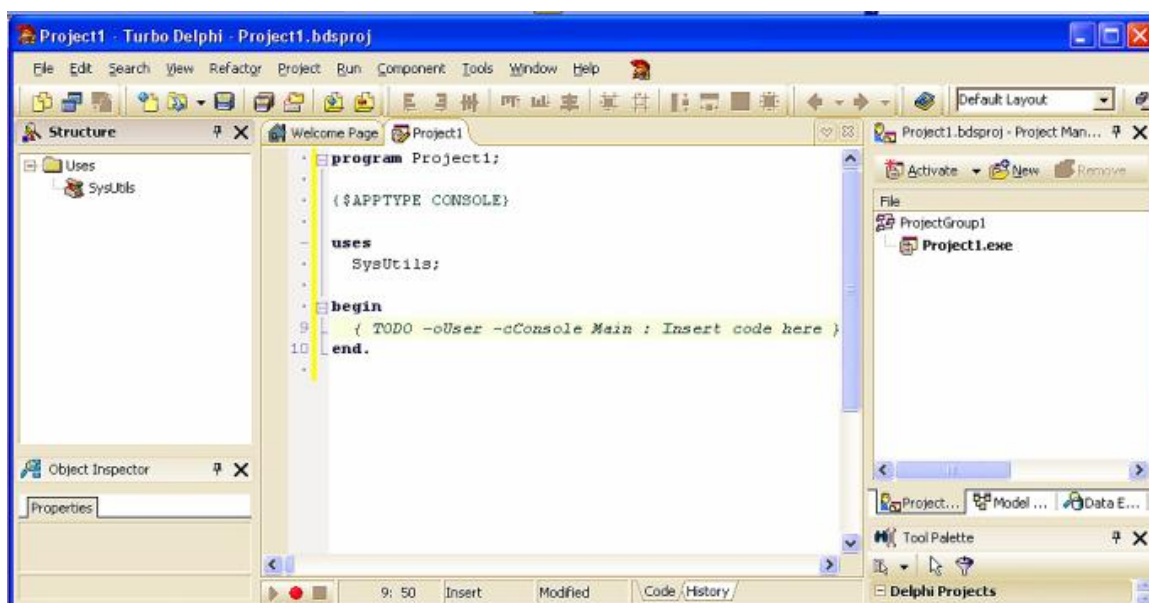 Project1 - Turbo Delphi - Project1.bdsproj
File Edit Search View Refactor Project Run Component Tools Window Help
Default Layout
Structure
Uses
SysUtils
Welcome Page Project1
program Project1;
{$APPTYPE CONSOLE}
uses
SysUtils;
begin
9 { TODO -oUser -cConsole Main : Insert code here }
10 end.
Project1.bdsproj - Project Man...
Activate New Remove
File
ProjectGroup1
Project1.exe
Object Inspector
Properties
Project... Model ... Data E...
Tool Palette
Delphi Projects
9: 50 Insert Modified Code History